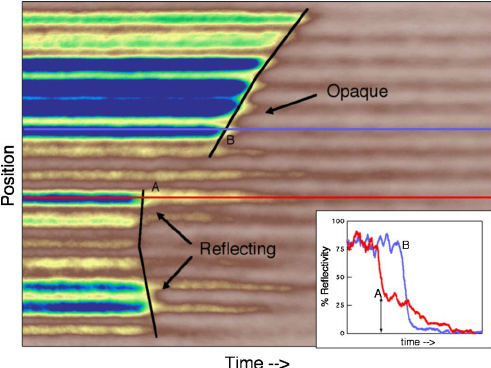 Position
Opaque
B
A
Reflecting
Time -->
% Reflectivity
100
75
50
25
0
B
A
time -->